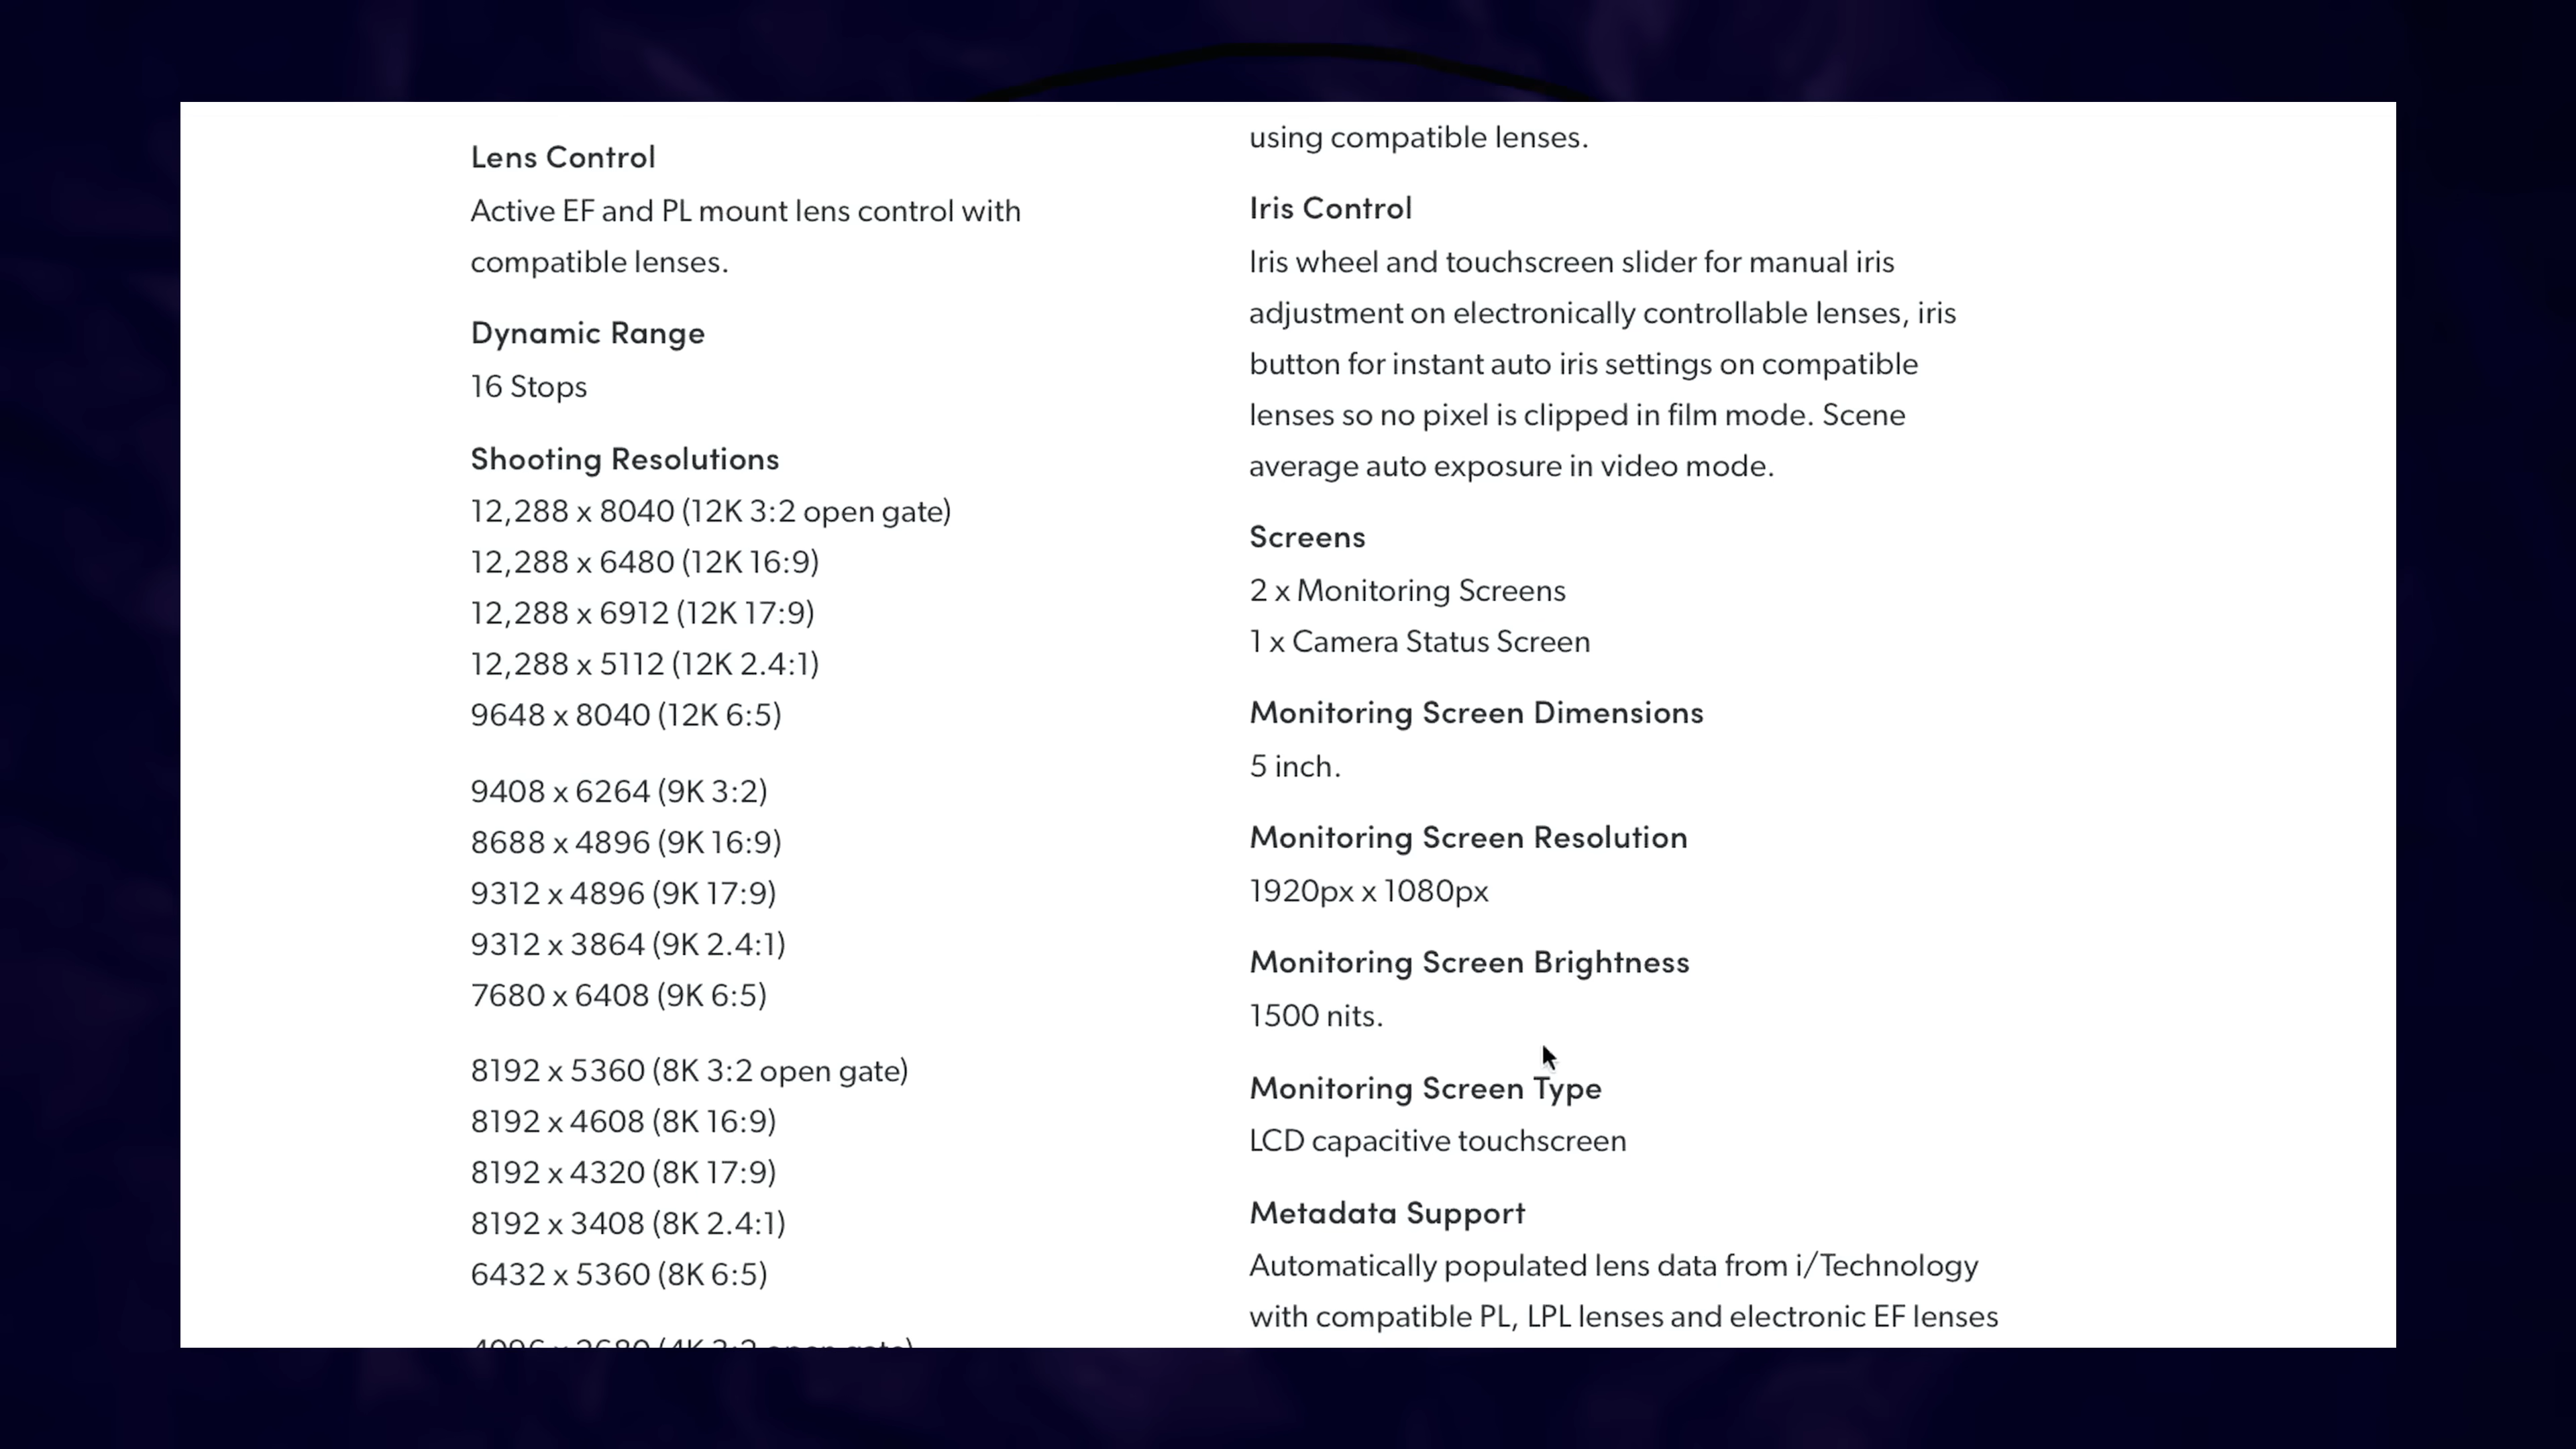 Lens Control
Active EF and PL mount lens control with
compatible lenses.
Dynamic Range
16 Stops
Shooting Resolutions
12,288 x 8040 (12K 3:2 open gate)
12,288 x 6480 (12K 16:9)
12,288 x 6912 (12K 17:9)
12,288 x 5112 (12K 2.4:1)
9648 x 8040 (12K 6:5)
9408 x 6264 (9K 3:2)
8688 x 4896 (9K 16:9)
9312 x 4896 (9K 17:9)
9312 x 3864 (9K 2.4:1)
7680 x 6408 (9K 6:5)
8192 x 5360 (8K 3:2 open gate)
8192 x 4608 (8K 16:9)
8192 x 4320 (8K 17:9)
8192 x 3408 (8K 2.4:1)
6432 x 5360 (8K 6:5)
4096 x 2680 (4K 3:2 open gate)
using compatible lenses.
Iris Control
Iris wheel and touchscreen slider for manual iris
adjustment on electronically controllable lenses, iris
button for instant auto iris settings on compatible
lenses so no pixel is clipped in film mode. Scene
average auto exposure in video mode.
Screens
2 x Monitoring Screens
1 x Camera Status Screen
Monitoring Screen Dimensions
5 inch.
Monitoring Screen Resolution
1920px x 1080px
Monitoring Screen Brightness
1500 nits.
Monitoring Screen Type
LCD capacitive touchscreen
Metadata Support
Automatically populated lens data from i/Technology
with compatible PL, LPL lenses and electronic EF lenses